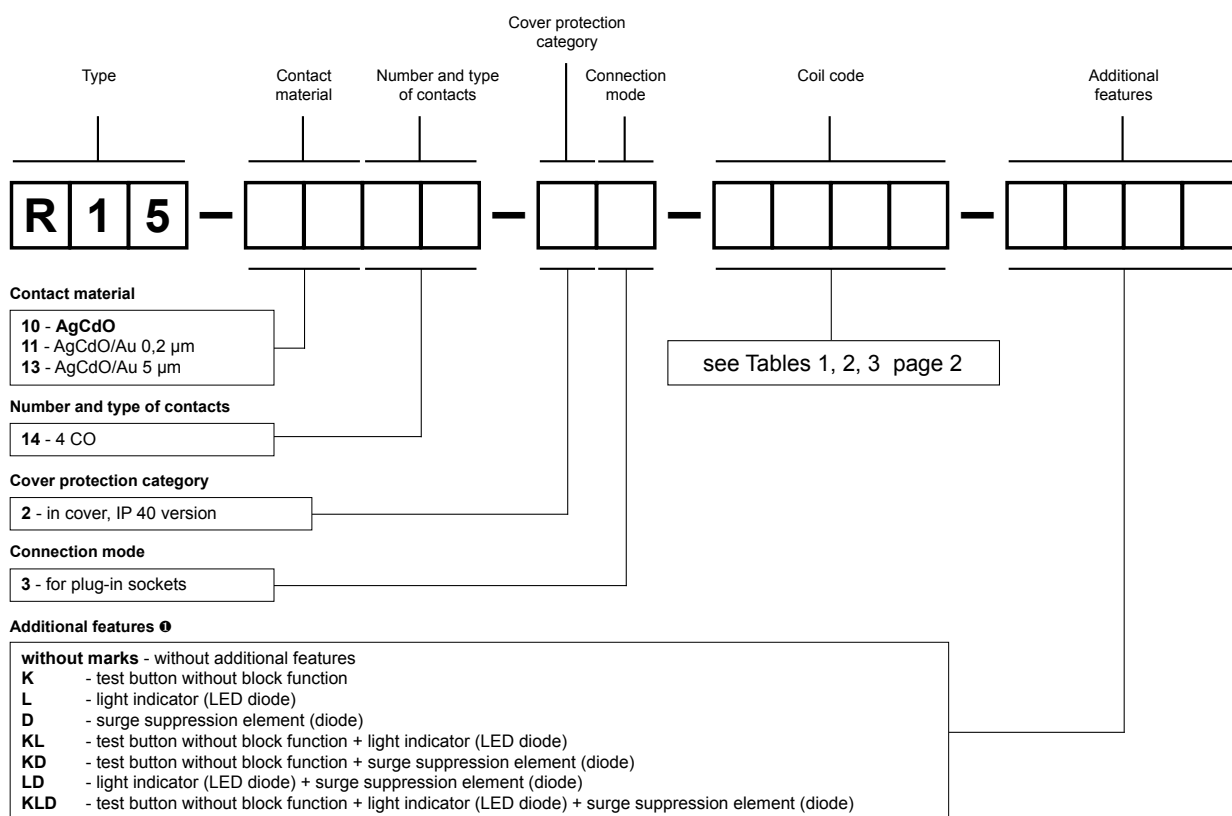 Cover protection
category
Type
Contact
material
Number and type
of contacts
Connection
mode
Coil code
Additional
features
R 1 5 – – – –
Contact material
10 - AgCdO
11 - AgCdO/Au 0,2 µm
13 - AgCdO/Au 5 µm
see Tables 1, 2, 3 page 2
Number and type of contacts
14 - 4 CO
Cover protection category
2 - in cover, IP 40 version
Connection mode
3 - for plug-in sockets
Additional features ❶
without marks - without additional features
K - test button without block function
L - light indicator (LED diode)
D - surge suppression element (diode)
KL - test button without block function + light indicator (LED diode)
KD - test button without block function + surge suppression element (diode)
LD - light indicator (LED diode) + surge suppression element (diode)
KLD - test button without block function + light indicator (LED diode) + surge suppression element (diode)